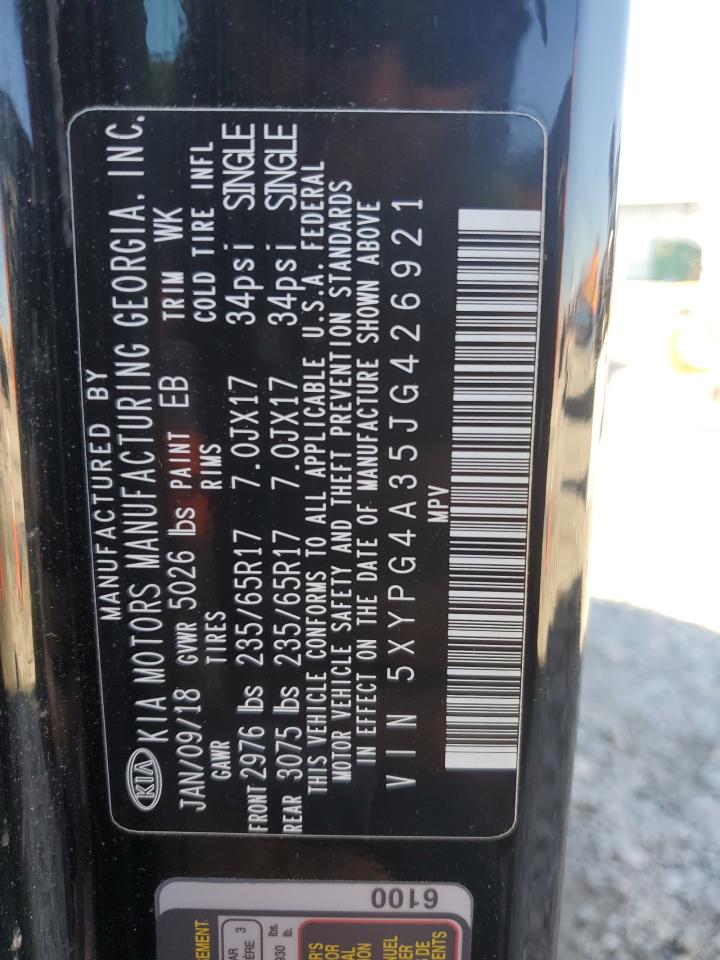 MANUFACTURED BY
KIA KIA MOTORS MANUFACTURING GEORGIA, INC.
JAN/09/18 GVWR 5026 lbs PAINT EB TRIM WK
GAWR TIRES RIMS COLD TIRE INFL
FRONT 2976 lbs 235/65R17 7.0JX17 34psi SINGLE
REAR 3075 lbs 235/65R17 7.0JX17 34psi SINGLE
THIS VEHICLE CONFORMS TO ALL APPLICABLE U.S.A. FEDERAL
MOTOR VEHICLE SAFETY AND THEFT PREVENTION STANDARDS
IN EFFECT ON THE DATE OF MANUFACTURE SHOWN ABOVE
VIN 5XYPG4A35JG426921
MPV
6100